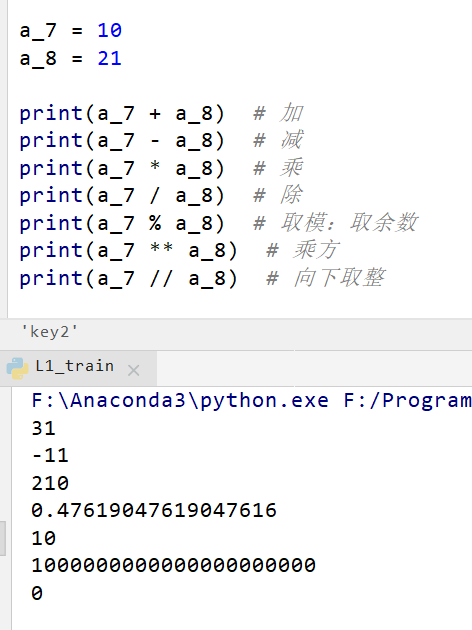 a_7 = 10
a_8 = 21
print(a_7 + a_8)  # 加
print(a_7 - a_8)  # 减
print(a_7 * a_8)  # 乘
print(a_7 / a_8)  # 除
print(a_7 % a_8)  # 取模：取余数
print(a_7 ** a_8)  # 乘方
print(a_7 // a_8)  # 向下取整
'key2'
L1_train
F:\Anaconda3\python.exe F:/Program
31
-11
210
0.47619047619047616
10
1000000000000000000000
0